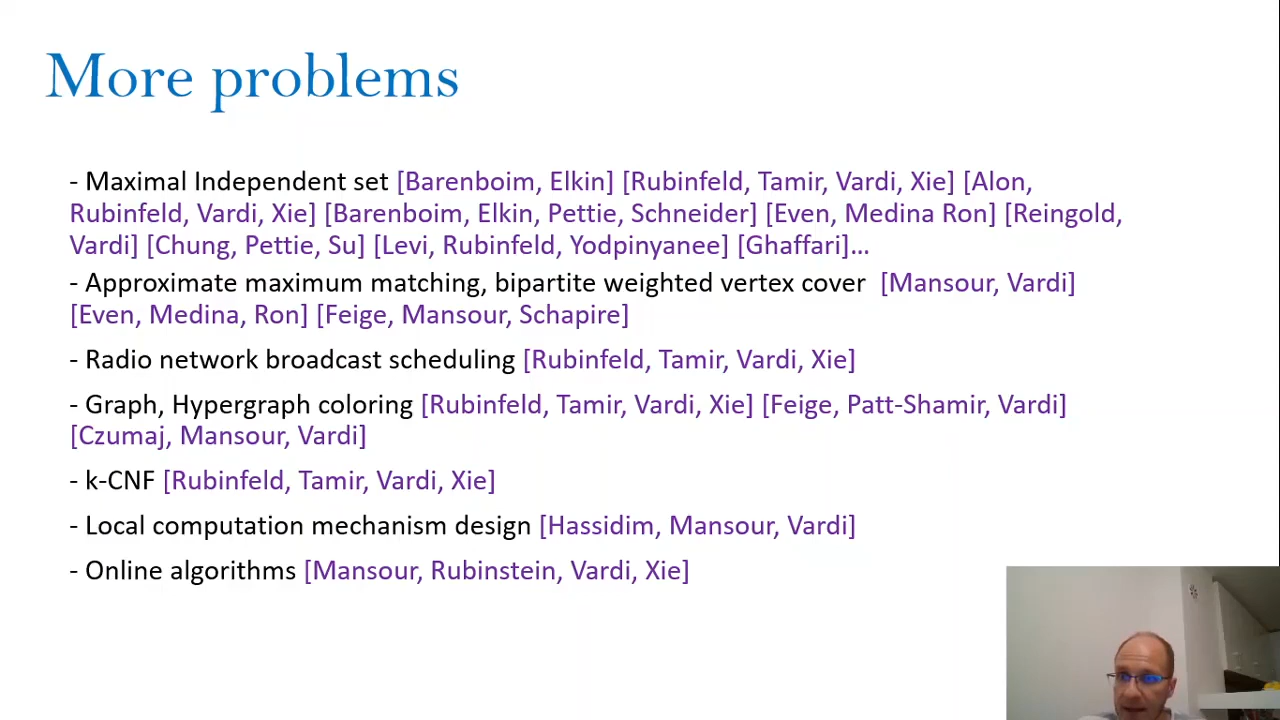 More problems
- Maximal Independent set [Barenboim, Elkin] [Rubinfeld, Tamir, Vardi, Xie] [Alon,
Rubinfeld, Vardi, Xie] [Barenboim, Elkin, Pettie, Schneider] [Even, Medina Ron] [Reingold,
Vardi] [Chung, Pettie, Su] [Levi, Rubinfeld, Yodpinyanee] [Ghaffari]...
- Approximate maximum matching, bipartite weighted vertex cover [Mansour, Vardi]
[Even, Medina, Ron] [Feige, Mansour, Schapire]
- Radio network broadcast scheduling [Rubinfeld, Tamir, Vardi, Xie]
- Graph, Hypergraph coloring [Rubinfeld, Tamir, Vardi, Xie] [Feige, Patt-Shamir, Vardi]
[Czumaj, Mansour, Vardi]
- k-CNF [Rubinfeld, Tamir, Vardi, Xie]
- Local computation mechanism design [Hassidim, Mansour, Vardi]
- Online algorithms [Mansour, Rubinstein, Vardi, Xie]